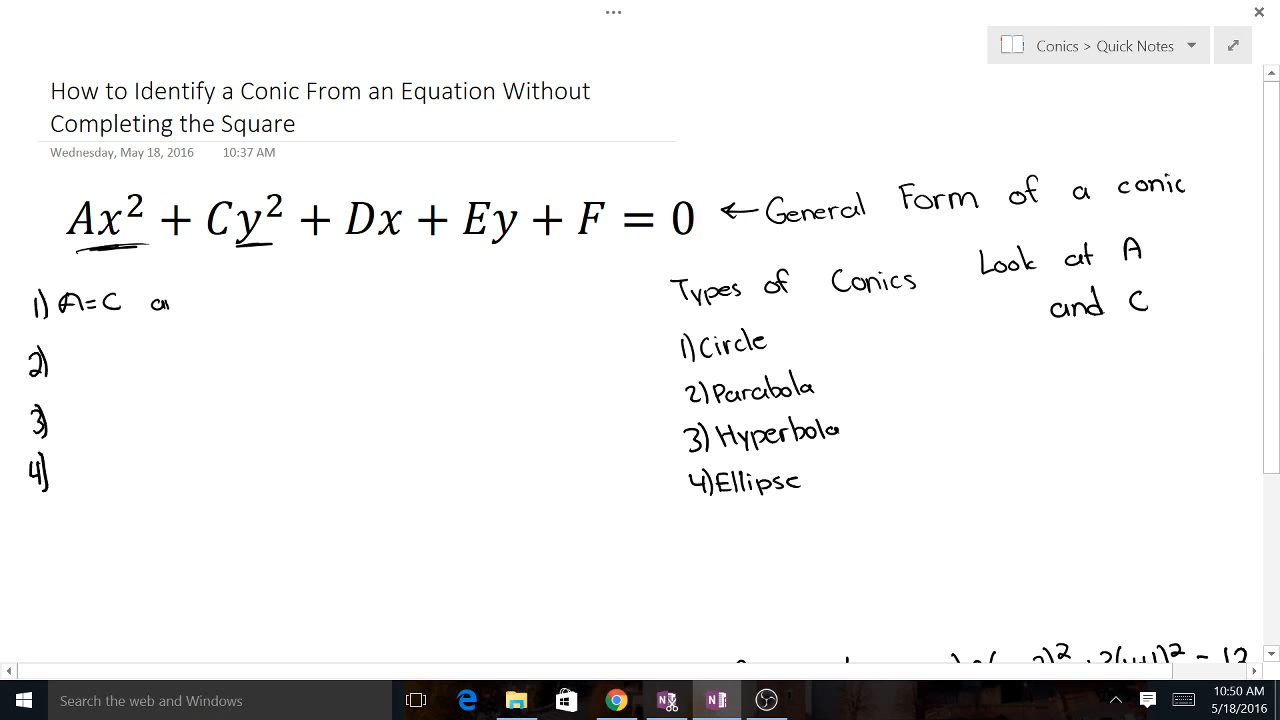 Conics > Quick Notes
How to Identify a Conic From an Equation Without
Completing the Square
Wednesday, May 18, 2016 10:37 AM
Ax² + Cy² + Dx + Ey + F = 0 ← General Form of a conic
Types of Conics
Look at A
and C
1) A=C an
2)
3)
4)
1) Circle
2) Parabola
3) Hyperbola
4) Ellipse
Search the web and Windows
10:50 AM
5/18/2016